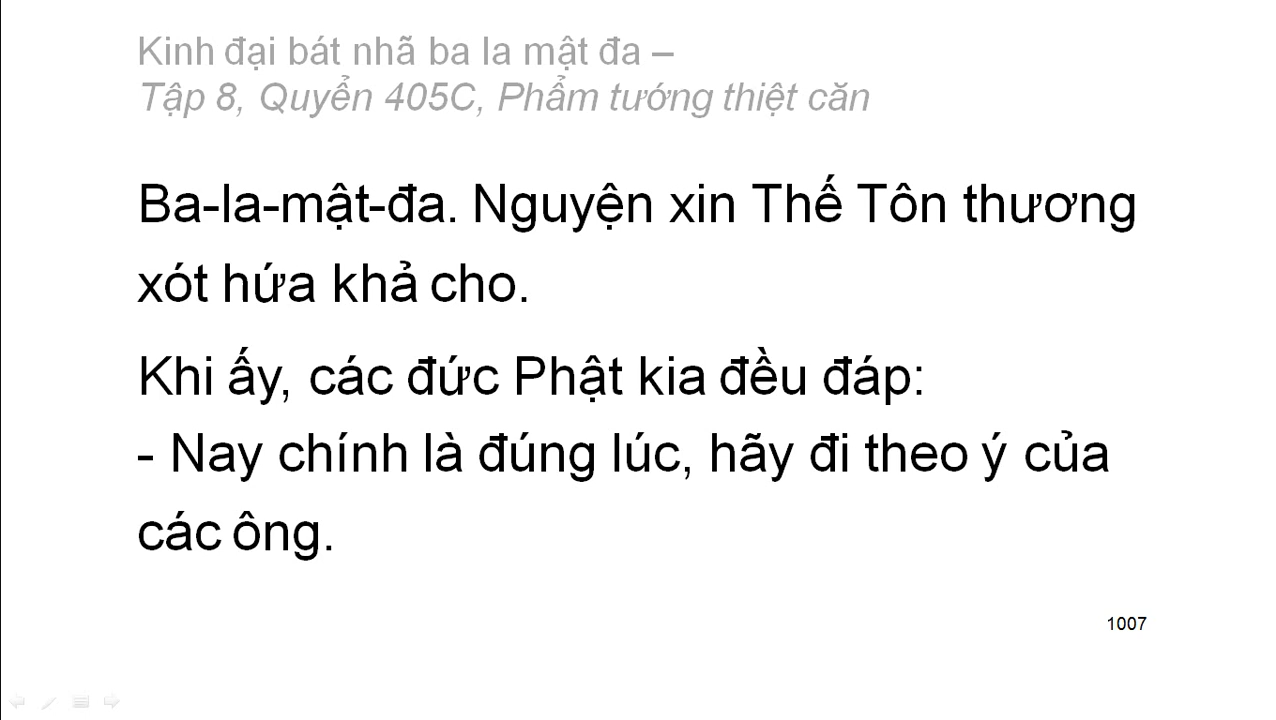 Kinh đại bát nhã ba la mật đa –
Tập 8, Quyển 405C, Phẩm tướng thiệt căn
Ba-la-mật-đa. Nguyện xin Thế Tôn thương
xót hứa khả cho.
Khi ấy, các đức Phật kia đều đáp:
- Nay chính là đúng lúc, hãy đi theo ý của
các ông.
1007